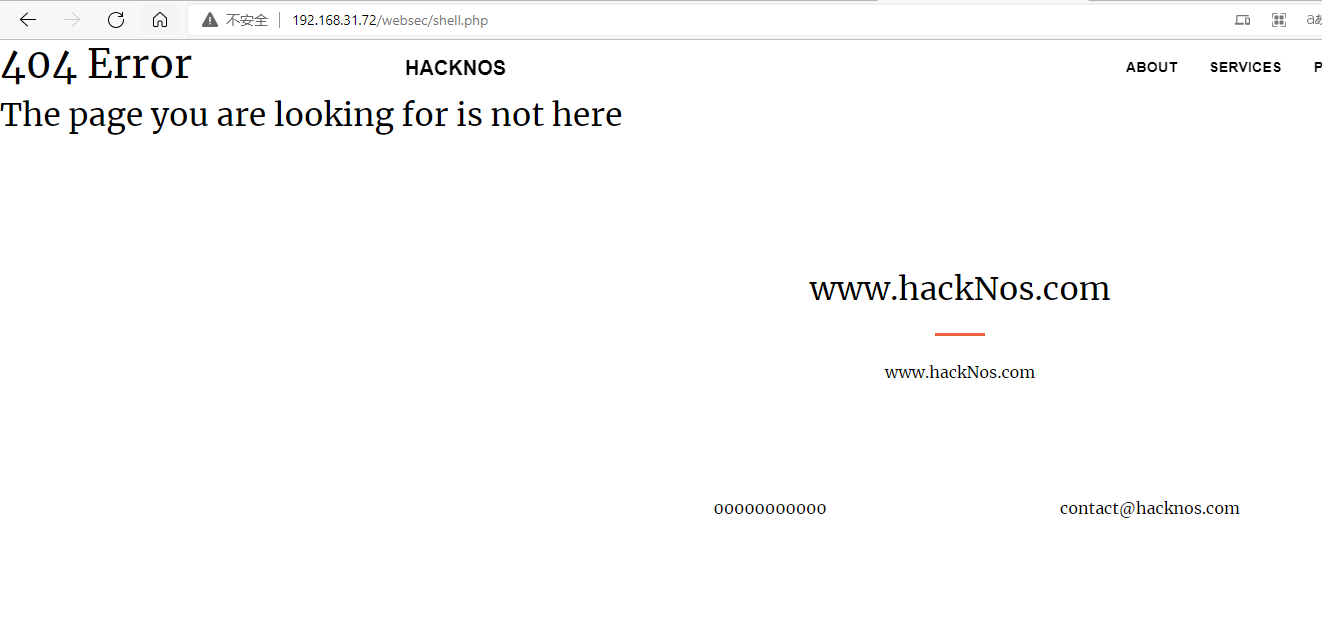 不安全 192.168.31.72/websec/shell.php
404 Error
HACKNOS
ABOUT SERVICES
The page you are looking for is not here
www.hackNos.com
www.hackNos.com
00000000000 contact@hacknos.com